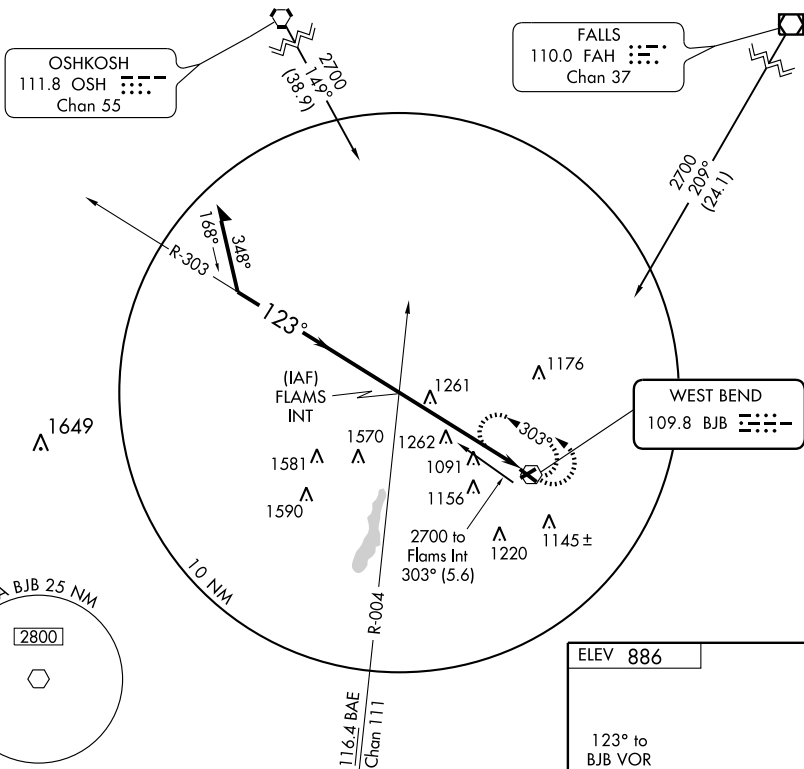 OSHKOSH
111.8 OSH
Chan 55
FALLS
110.0 FAH
Chan 37
2700
149°
(38.9)
2700
209°
(24.1)
R-303
168°
348°
123°
(IAF)
FLAMS
INT
1261
1176
1649
1570
1262
303°
WEST BEND
109.8 BJB
1581
1091
1590
1156
2700 to
Flams Int
303° (5.6)
1220
1145 ±
10 NM
A BJB 25 NM
2800
R-004
116.4 BAE
Chan 111
ELEV 886
123° to
BJB VOR